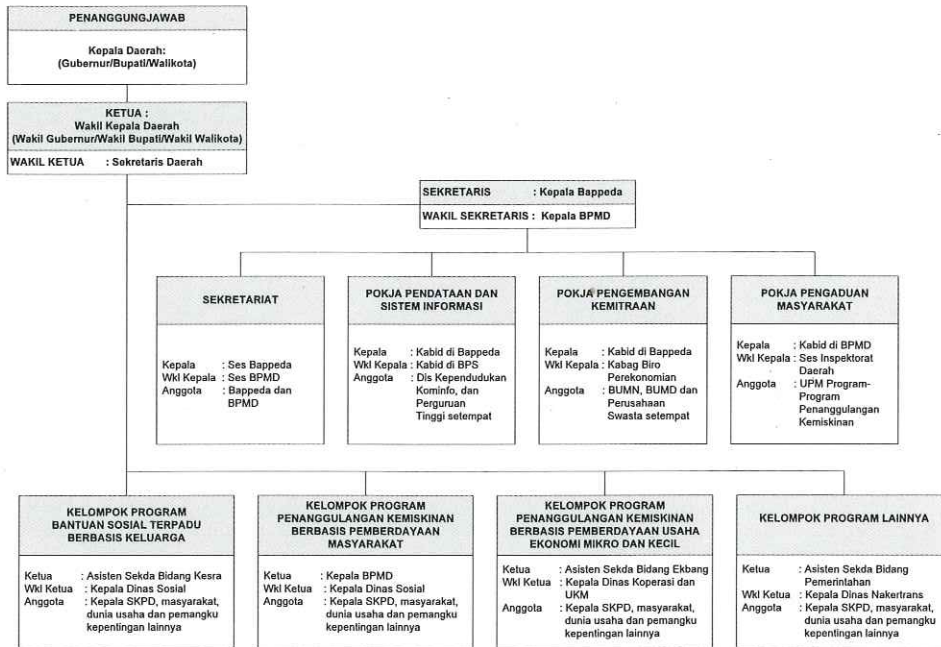 PENANGGUNGJAWAB
Kepala Daerah:
(Gubernur/Bupati/Walikota)
KETUA :
Wakil Kepala Daerah
(Wakil Gubernur/Wakil Bupati/Wakil Walikota)
WAKIL KETUA : Sekretaris Daerah
SEKRETARIS : Kepala Bappeda
WAKIL SEKRETARIS : Kepala BPMD
SEKRETARIAT
Kepala : Ses Bappeda
Wkl Kepala : Ses BPMD
Anggota : Bappeda dan
BPMD
POKJA PENDATAAN DAN
SISTEM INFORMASI
Kepala : Kabid di Bappeda
Wkl Kepala : Kabid di BPS
Anggota : Dis Kependudukan
Kominfo, dan
Perguruan
Tinggi setempat
POKJA PENGEMBANGAN
KEMITRAAN
Kepala : Kabid di Bappeda
Wkl Kepala : Kabag Biro
Perekonomian
Anggota : BUMN, BUMD dan
Perusahaan
Swasta setempat
POKJA PENGADUAN
MASYARAKAT
Kepala : Kabid di BPMD
Wkl Kepala : Ses Inspektorat
Daerah
Anggota : UPM Program-
Program
Penanggulangan
Kemiskinan
KELOMPOK PROGRAM
BANTUAN SOSIAL TERPADU
BERBASIS KELUARGA
Ketua : Asisten Sekda Bidang Kesra
Wkl Ketua : Kepala Dinas Sosial
Anggota : Kepala SKPD, masyarakat,
dunia usaha dan pemangku
kepentingan lainnya
KELOMPOK PROGRAM
PENANGGULANGAN KEMISKINAN
BERBASIS PEMBERDAYAAN
MASYARAKAT
Ketua : Kepala BPMD
Wkl Ketua : Kepala Dinas Sosial
Anggota : Kepala SKPD, masyarakat,
dunia usaha dan pemangku
kepentingan lainnya
KELOMPOK PROGRAM
PENANGGULANGAN KEMISKINAN
BERBASIS PEMBERDAYAAN USAHA
EKONOMI MIKRO DAN KECIL
Ketua : Asisten Sekda Bidang Ekbang
Wkl Ketua : Kepala Dinas Koperasi dan
UKM
Anggota : Kepala SKPD, masyarakat,
dunia usaha dan pemangku
kepentingan lainnya
KELOMPOK PROGRAM LAINNYA
Ketua : Asisten Sekda Bidang
Pemerintahan
Wkl Ketua : Kepala Dinas Nakertrans
Anggota : Kepala SKPD, masyarakat,
dunia usaha dan pemangku
kepentingan lainnya